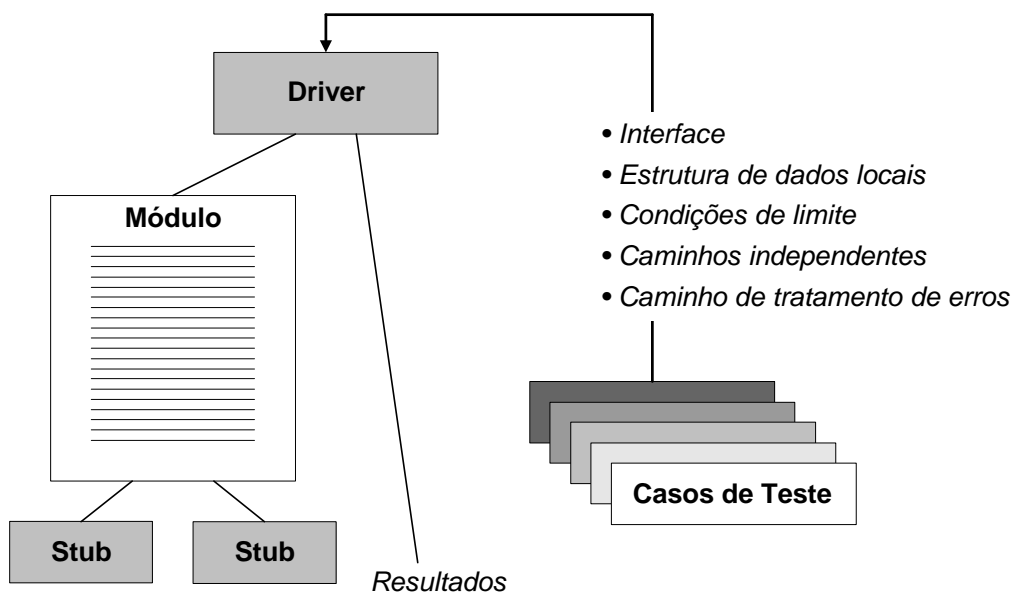 Driver
• Interface
• Estrutura de dados locais
• Condições de limite
• Caminhos independentes
• Caminho de tratamento de erros
Módulo
Casos de Teste
Stub
Stub
Resultados